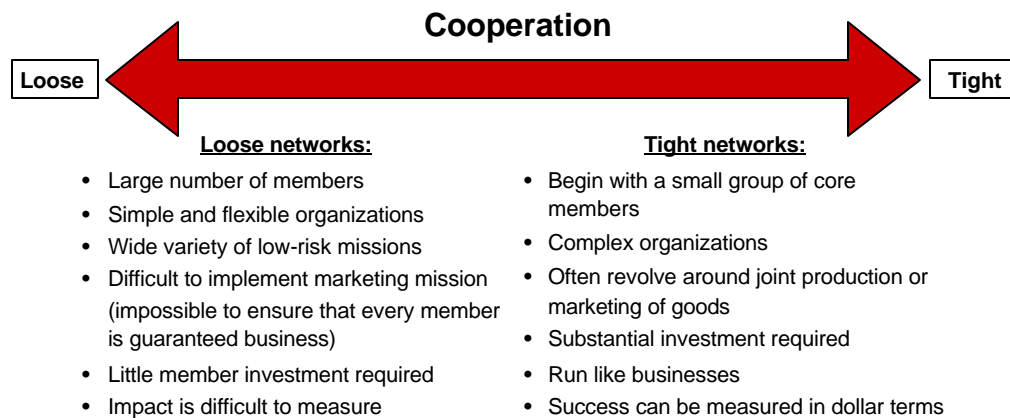 Cooperation
Loose
Tight
Loose networks:
• Large number of members
• Simple and flexible organizations
• Wide variety of low-risk missions
• Difficult to implement marketing mission
(impossible to ensure that every member
is guaranteed business)
• Little member investment required
• Impact is difficult to measure
Tight networks:
• Begin with a small group of core
members
• Complex organizations
• Often revolve around joint production or
marketing of goods
• Substantial investment required
• Run like businesses
• Success can be measured in dollar terms